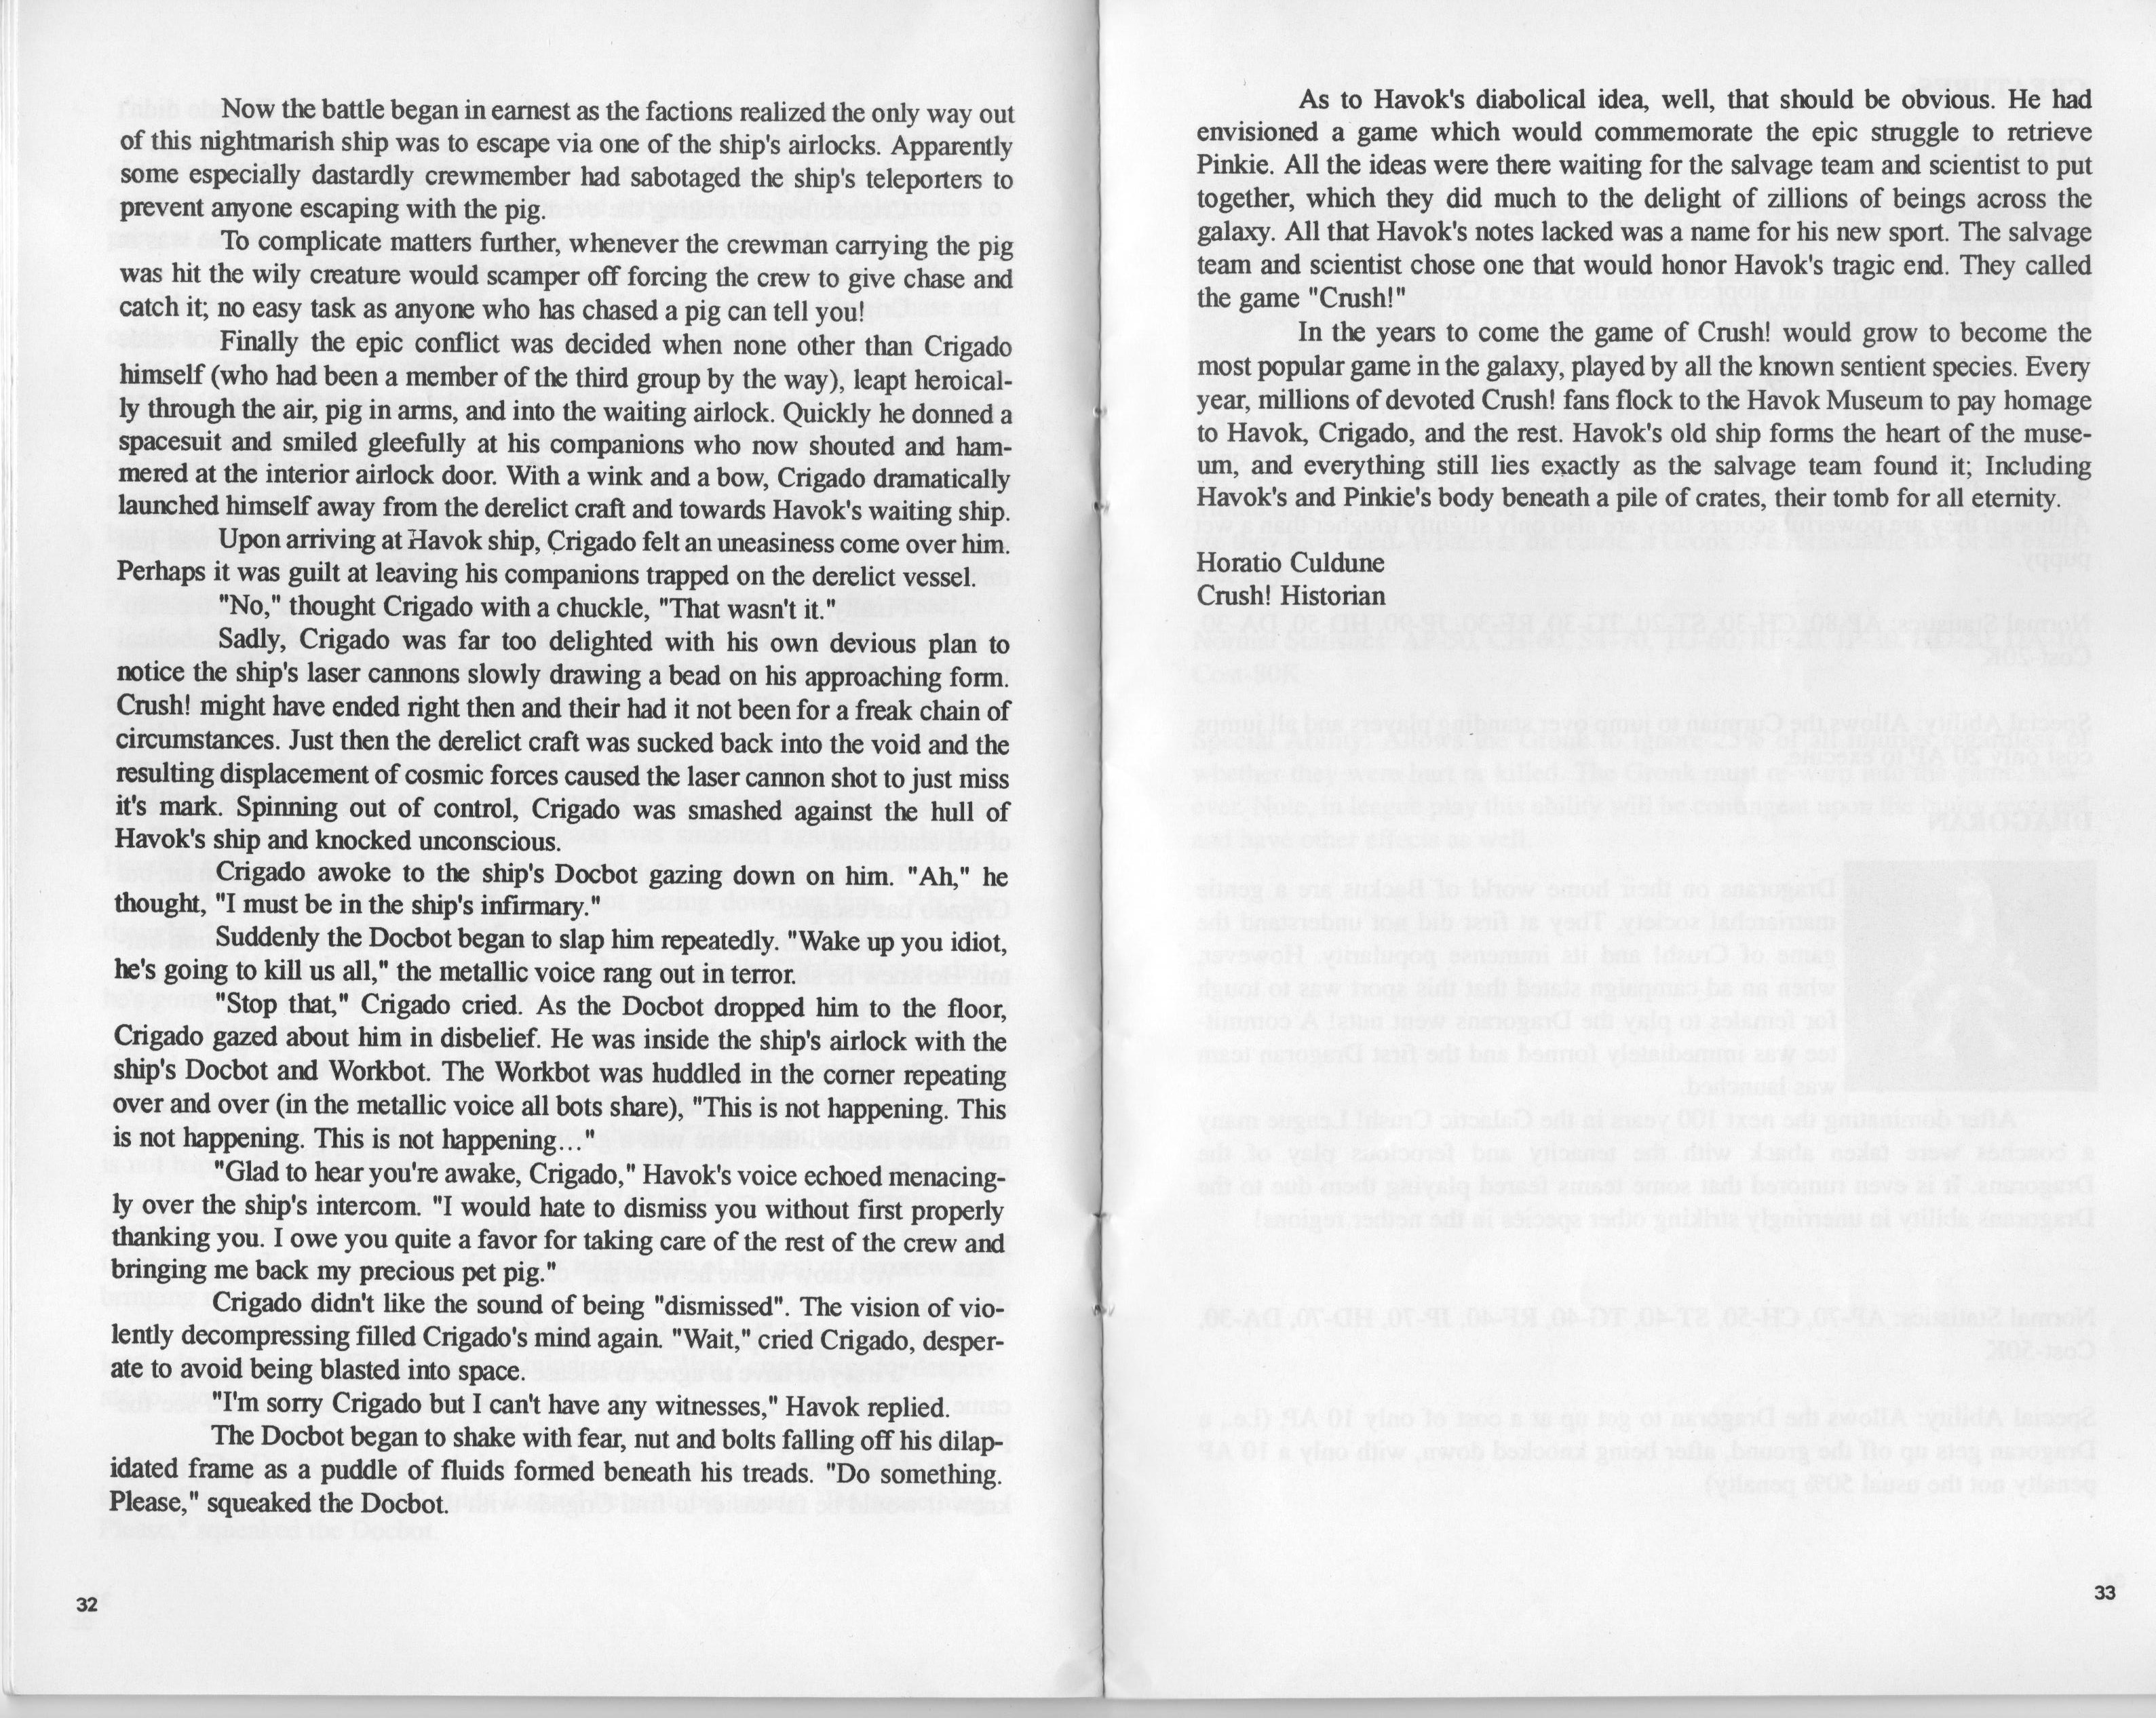 Now the battle began in earnest as the factions realized the only way out
of this nightmarish ship was to escape via one of the ship's airlocks. Apparently
some especially dastardly crewmember had sabotaged the ship's teleporters to
prevent anyone escaping with the pig.
To complicate matters further, whenever the crewman carrying the pig
was hit the wily creature would scamper off forcing the crew to give chase and
catch it; no easy task as anyone who has chased a pig can tell you!
Finally the epic conflict was decided when none other than Crigado
himself (who had been a member of the third group by the way), leapt heroical-
ly through the air, pig in arms, and into the waiting airlock. Quickly he donned a
spacesuit and smiled gleefully at his companions who now shouted and ham-
mered at the interior airlock door. With a wink and a bow, Crigado dramatically
launched himself away from the derelict craft and towards Havok's waiting ship.
Upon arriving at Havok ship, Crigado felt an uneasiness come over him.
Perhaps it was guilt at leaving his companions trapped on the derelict vessel.
"No," thought Crigado with a chuckle, "That wasn't it."
Sadly, Crigado was far too delighted with his own devious plan to
notice the ship's laser cannons slowly drawing a bead on his approaching form.
Crush! might have ended right then and their had it not been for a freak chain of
circumstances. Just then the derelict craft was sucked back into the void and the
resulting displacement of cosmic forces caused the laser cannon shot to just miss
it's mark. Spinning out of control, Crigado was smashed against the hull of
Havok's ship and knocked unconscious.
Crigado awoke to the ship's Docbot gazing down on him. "Ah," he
thought, "I must be in the ship's infirmary."
Suddenly the Docbot began to slap him repeatedly. "Wake up you idiot,
he's going to kill us all," the metallic voice rang out in terror.
"Stop that," Crigado cried. As the Docbot dropped him to the floor,
Crigado gazed about him in disbelief. He was inside the ship's airlock with the
ship's Docbot and Workbot. The Workbot was huddled in the corner repeating
over and over (in the metallic voice all bots share), "This is not happening. This
is not happening. This is not happening..."
"Glad to hear you're awake, Crigado," Havok's voice echoed menacing-
ly over the ship's intercom. "I would hate to dismiss you without first properly
thanking you. I owe you quite a favor for taking care of the rest of the crew and
bringing me back my precious pet pig."
Crigado didn't like the sound of being "dismissed". The vision of vio-
lently decompressing filled Crigado's mind again. "Wait," cried Crigado, desper-
ate to avoid being blasted into space.
"I'm sorry Crigado but I can't have any witnesses," Havok replied.
The Docbot began to shake with fear, nut and bolts falling off his dilap-
idated frame as a puddle of fluids formed beneath his treads. "Do something.
Please," squeaked the Docbot.
32
As to Havok's diabolical idea, well, that should be obvious. He had
envisioned a game which would commemorate the epic struggle to retrieve
Pinkie. All the ideas were there waiting for the salvage team and scientist to put
together, which they did much to the delight of zillions of beings across the
galaxy. All that Havok's notes lacked was a name for his new sport. The salvage
team and scientist chose one that would honor Havok's tragic end. They called
the game "Crush!"
In the years to come the game of Crush! would grow to become the
most popular game in the galaxy, played by all the known sentient species. Every
year, millions of devoted Crush! fans flock to the Havok Museum to pay homage
to Havok, Crigado, and the rest. Havok's old ship forms the heart of the muse-
um, and everything still lies exactly as the salvage team found it; Including
Havok's and Pinkie's body beneath a pile of crates, their tomb for all eternity.
Horatio Culdune
Crush! Historian
33